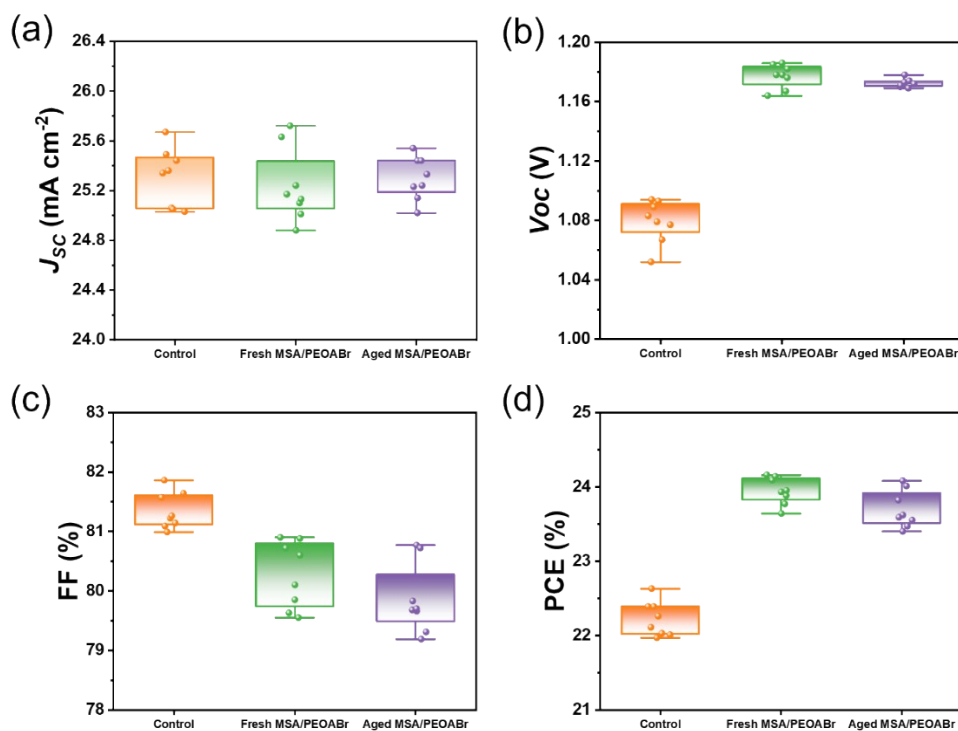 (a)
26.4
26.0
25.6
25.2
24.8
24.4
24.0
J_SC (mA cm⁻²)
Control
Fresh MSA/PEOABr
Aged MSA/PEOABr
(b)
1.20
1.16
1.12
1.08
1.04
1.00
Voc (V)
Control
Fresh MSA/PEOABr
Aged MSA/PEOABr
(c)
83
82
81
80
79
78
FF (%)
Control
Fresh MSA/PEOABr
Aged MSA/PEOABr
(d)
25
24
23
22
21
PCE (%)
Control
Fresh MSA/PEOABr
Aged MSA/PEOABr